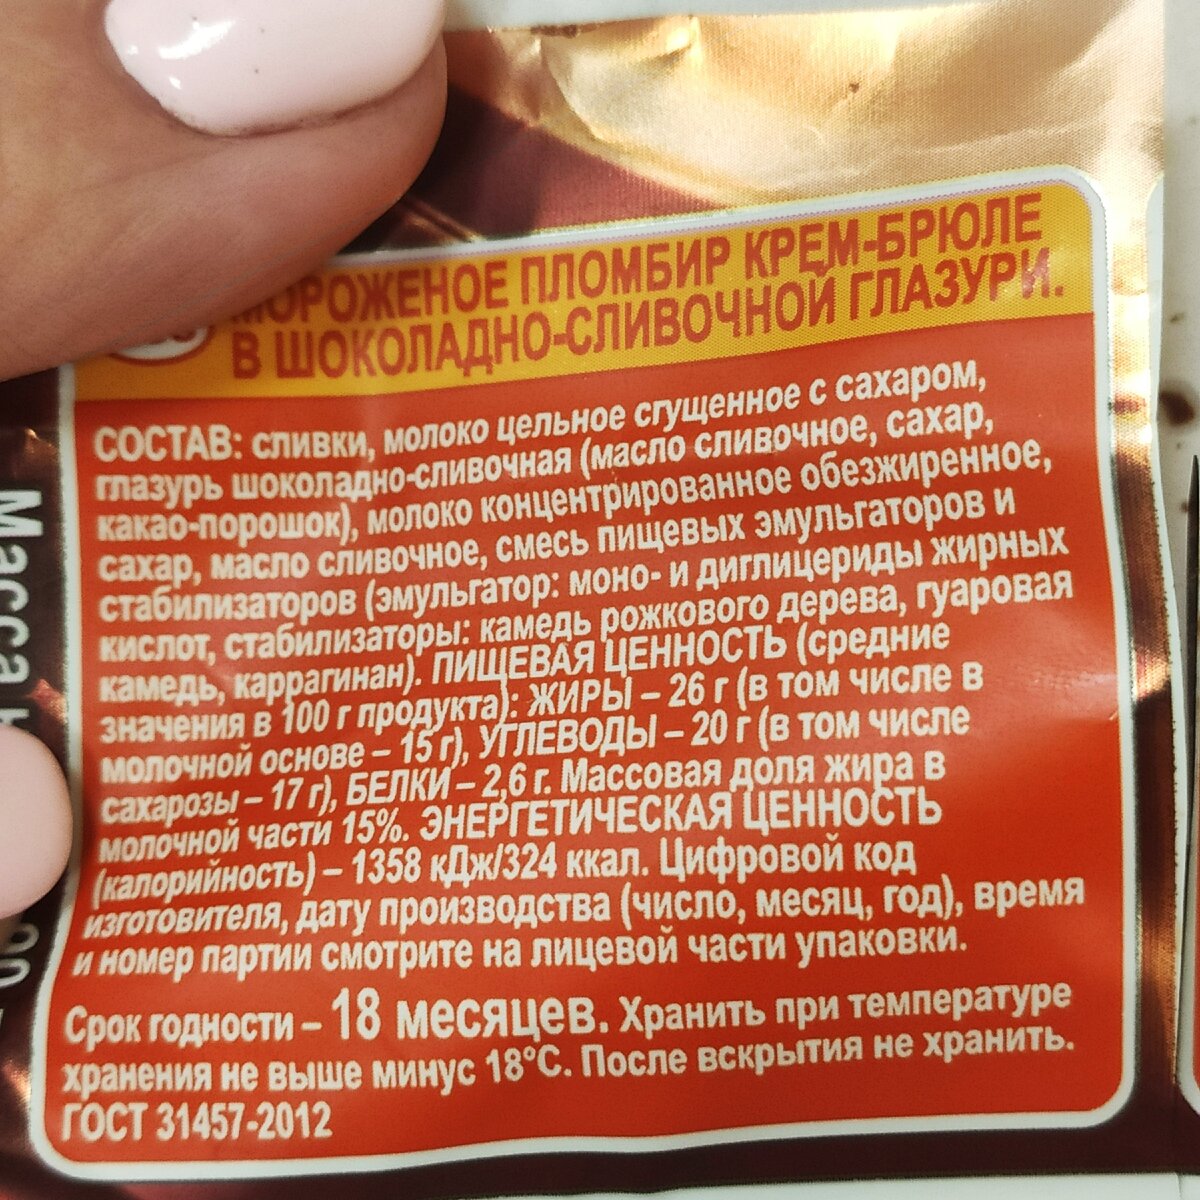 МОРОЖЕНОЕ ПЛОМБИР КРЕМ-БРЮЛЕ
В ШОКОЛАДНО-СЛИВОЧНОЙ ГЛАЗУРИ.
СОСТАВ: сливки, молоко цельное сгущенное с сахаром,
глазурь шоколадно-сливочная (масло сливочное, сахар,
какао-порошок), молоко концентрированное обезжиренное,
сахар, масло сливочное, смесь пищевых эмульгаторов и
стабилизаторов (эмульгатор: моно- и диглицериды жирных
кислот, стабилизаторы: камедь рожкового дерева, гуаровая
камедь, каррагинан). ПИЩЕВАЯ ЦЕННОСТЬ (средние
значения в 100 г продукта): ЖИРЫ – 26 г (в том числе в
молочной основе – 15 г), УГЛЕВОДЫ – 20 г (в том числе
сахарозы – 17 г), БЕЛКИ – 2,6 г. Массовая доля жира в
молочной части 15%. ЭНЕРГЕТИЧЕСКАЯ ЦЕННОСТЬ
(калорийность) – 1358 кДж/324 ккал. Цифровой код
изготовителя, дату производства (число, месяц, год), время
и номер партии смотрите на лицевой части упаковки.
Срок годности – 18 месяцев. Хранить при температуре
хранения не выше минус 18°С. После вскрытия не хранить.
ГОСТ 31457-2012
Масса